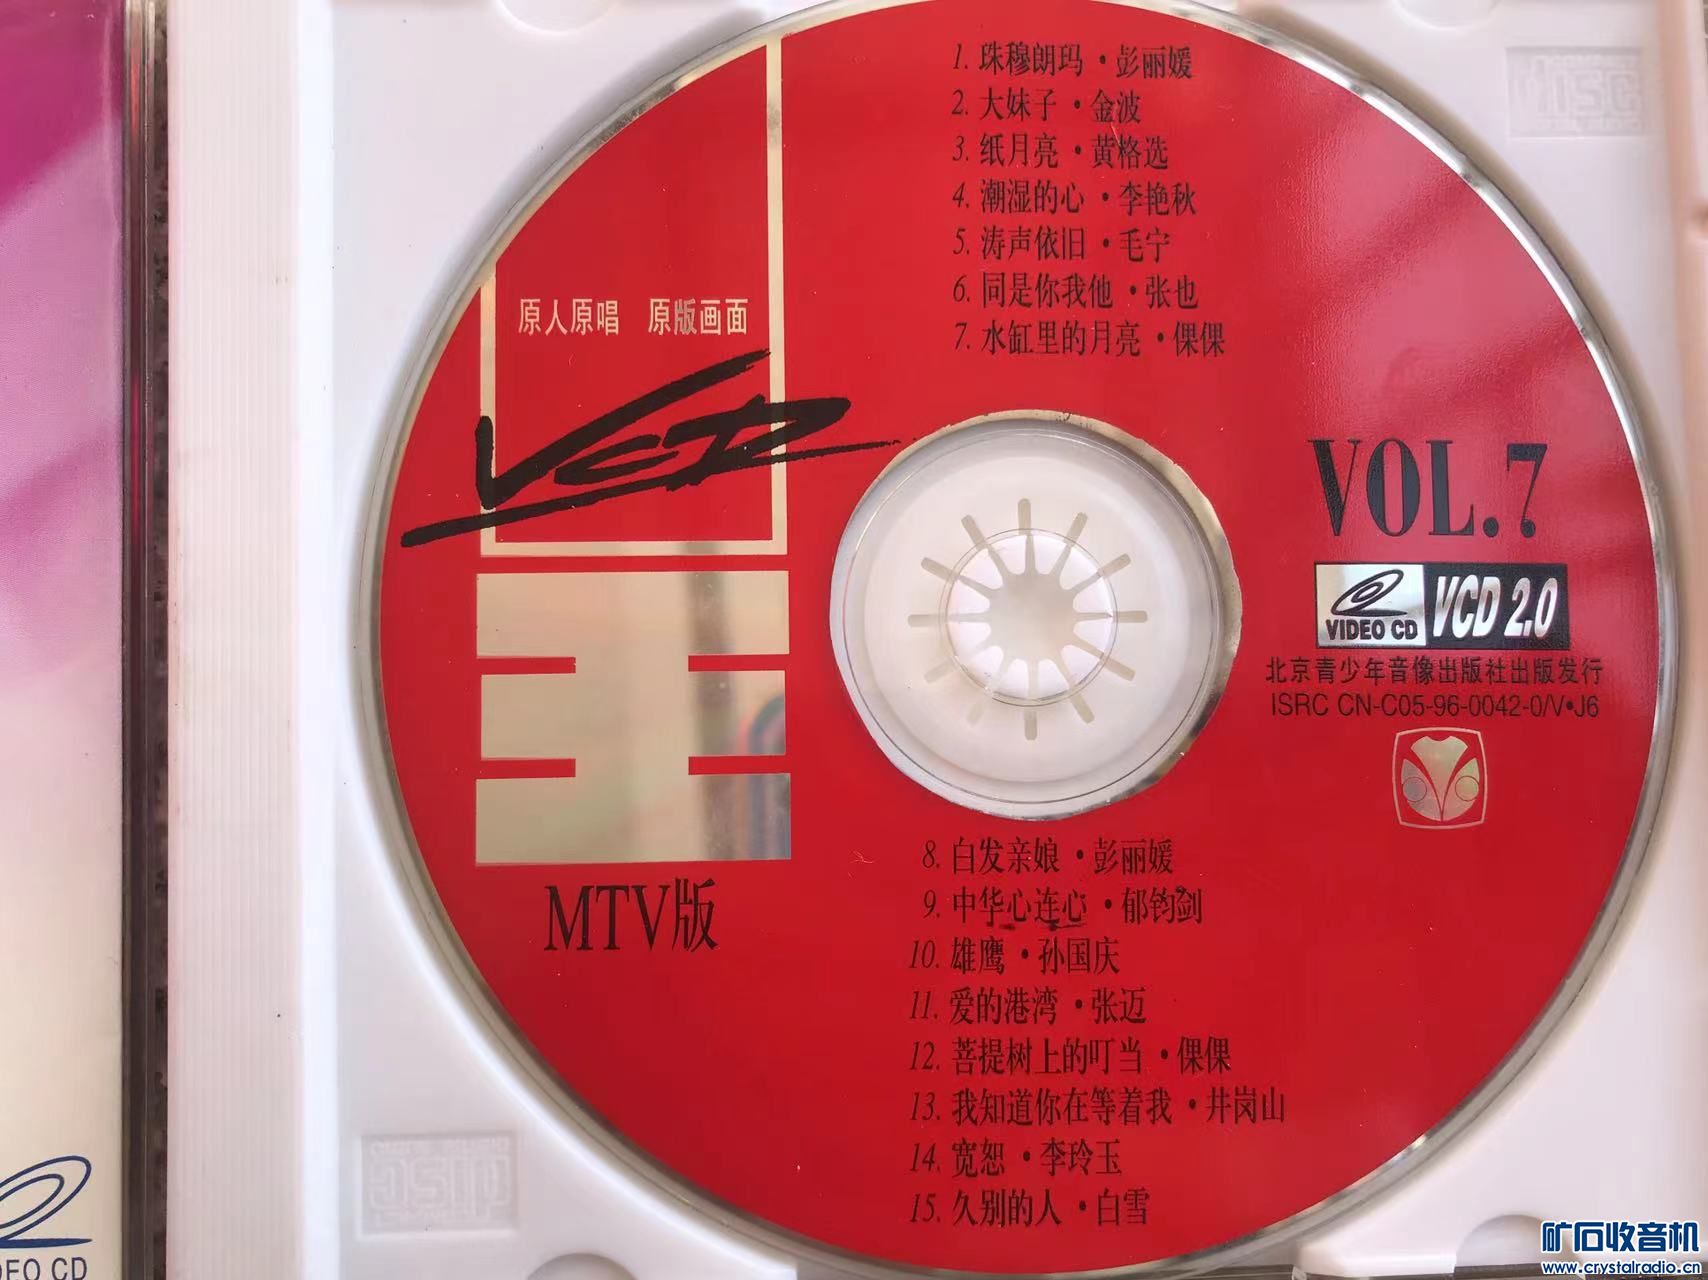 1. 珠穆朗玛·彭丽媛
2. 大妹子·金波
3. 纸月亮·黄格选
4. 潮湿的心·李艳秋
5. 涛声依旧·毛宁
6. 同是你我他·张也
7. 水缸里的月亮·倮倮
原人原唱 原版画面
VCD
王
MTV版
VOL.7
VIDEO CD VCD 2.0
北京青少年音像出版社出版发行
ISRC CN-C05-96-0042-0/V•J6
8. 白发亲娘·彭丽媛
9. 中华心连心·郁钧剑
10. 雄鹰·孙国庆
11. 爱的港湾·张迈
12. 菩提树上的叮当·倮倮
13. 我知道你在等着我·井岗山
14. 宽恕·李玲玉
15. 久别的人·白雪
DEO CD
disc
disc
矿石收音机
www.crystalradio.cn